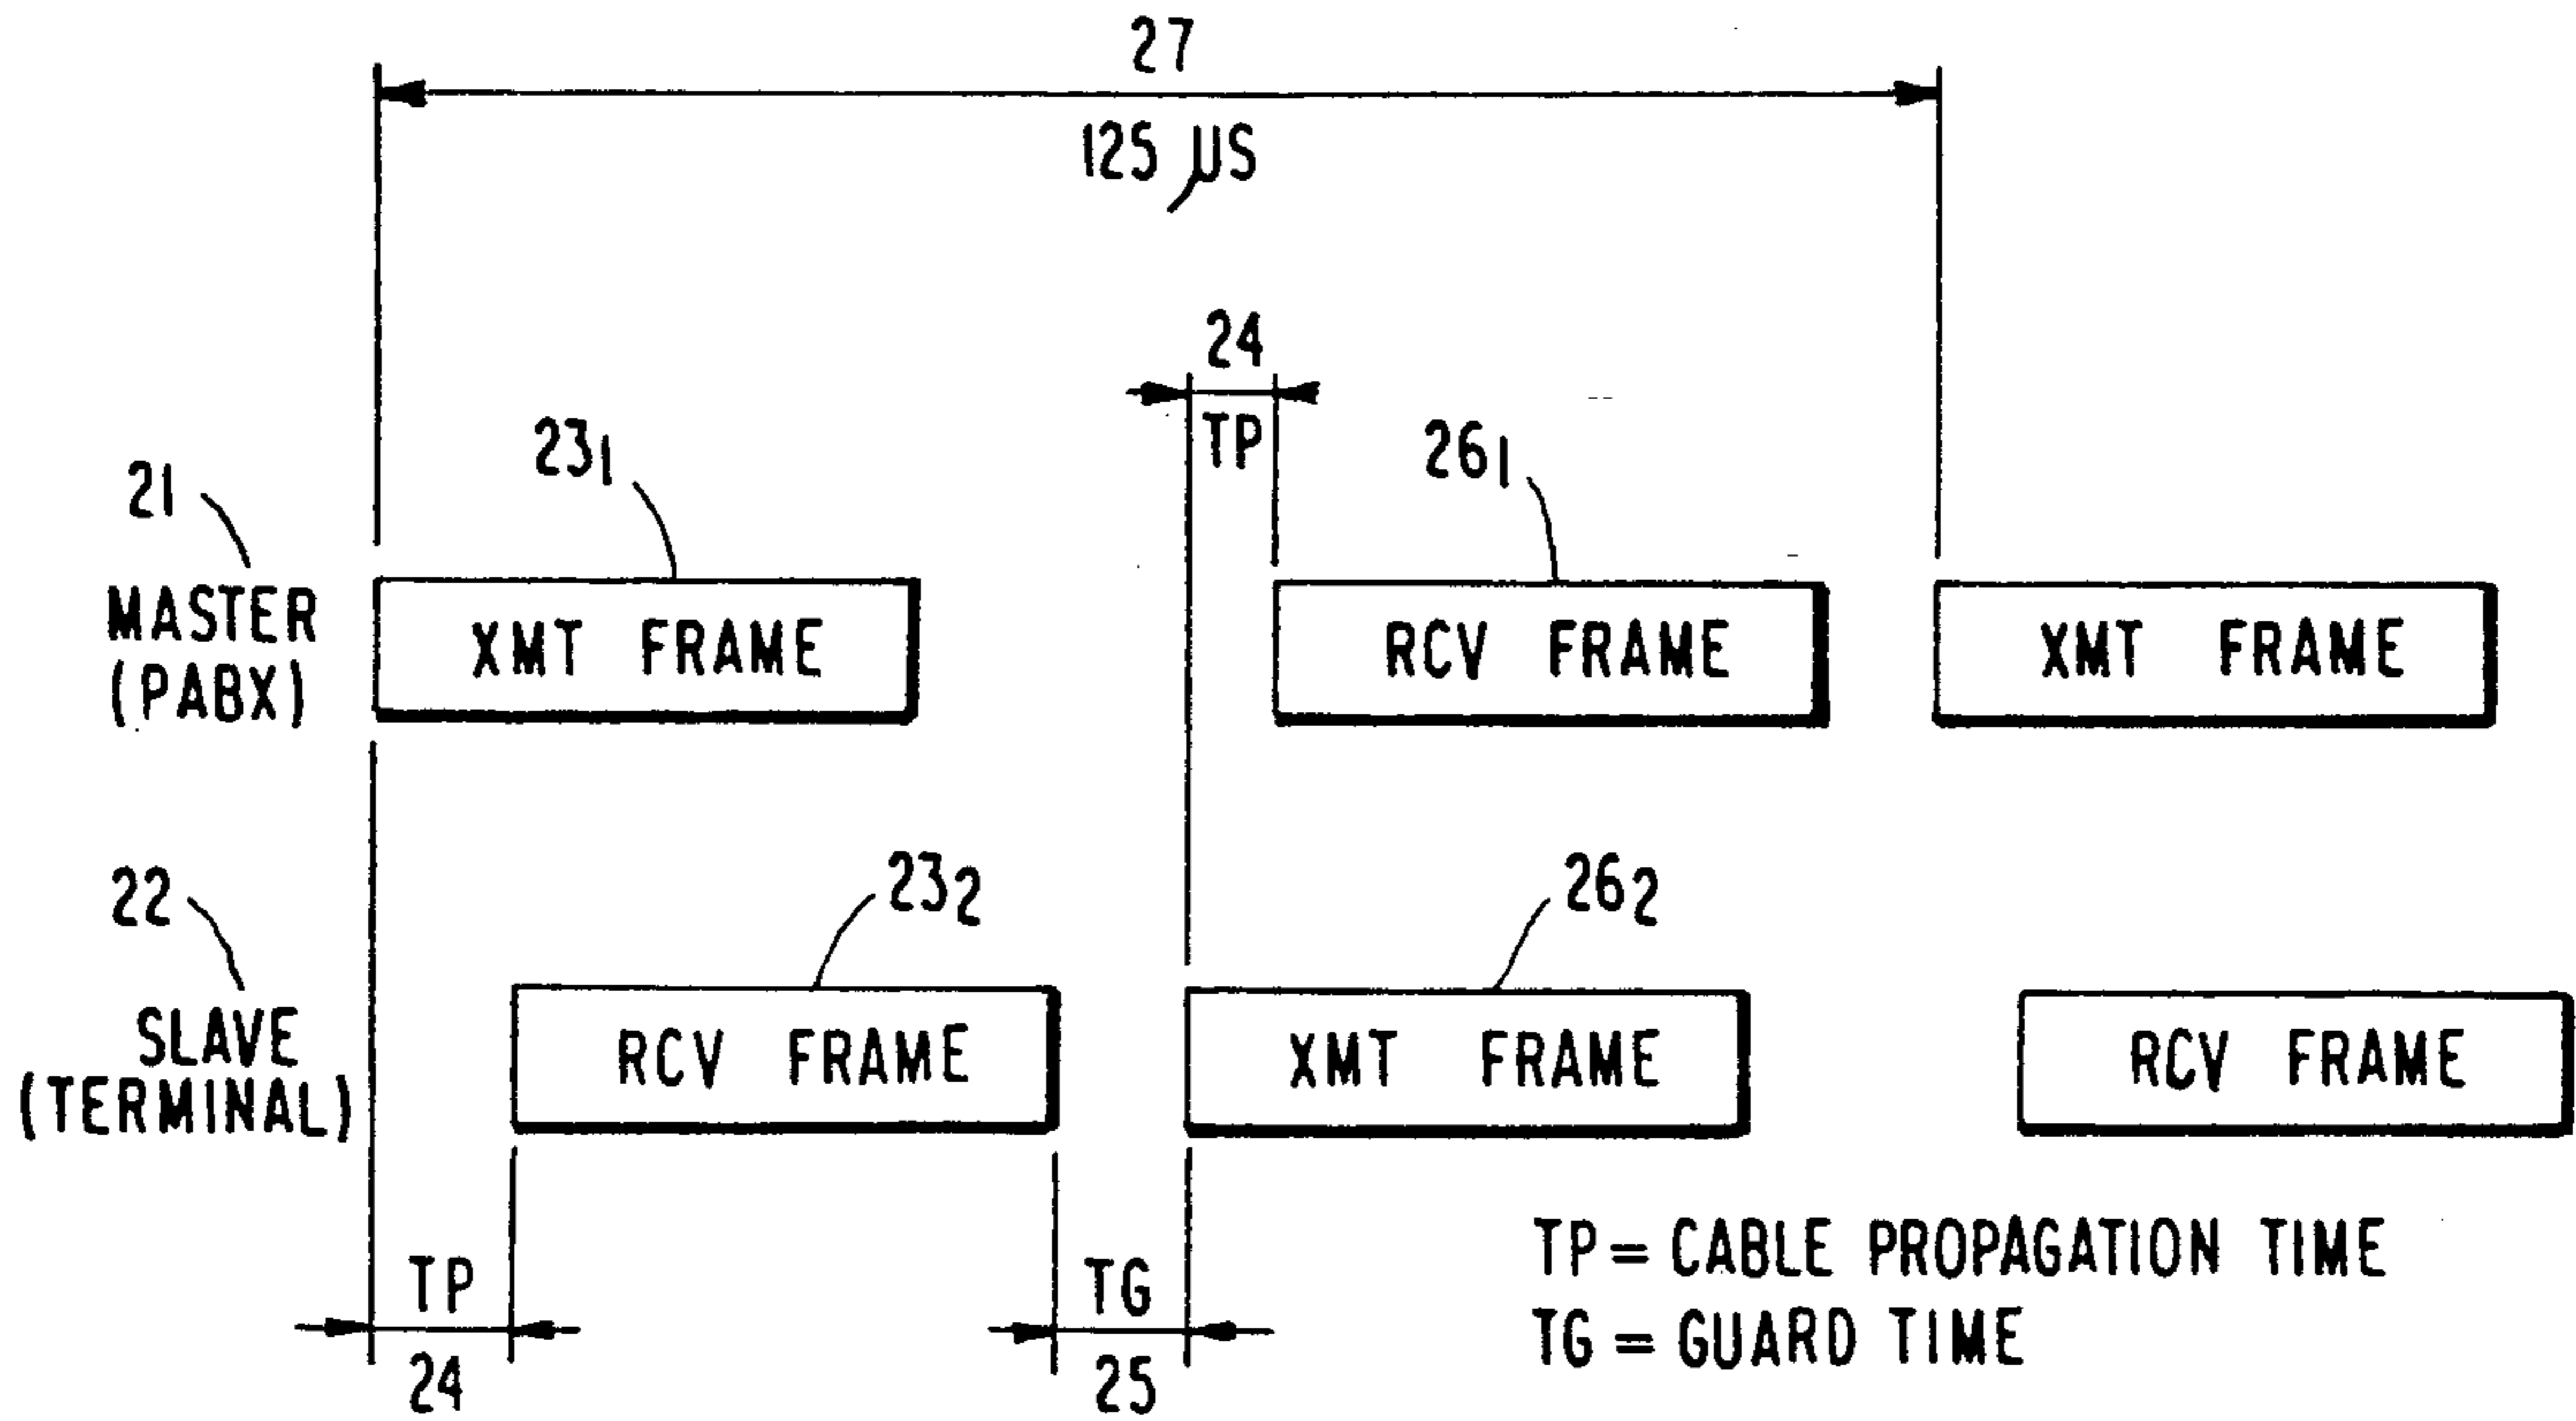 27
125 µS
24
TP
23₁
26₁
21
MASTER
(PABX)
XMT FRAME
RCV FRAME
XMT FRAME
22
23₂
26₂
SLAVE
(TERMINAL)
RCV FRAME
XMT FRAME
RCV FRAME
TP
24
TG
25
TP = CABLE PROPAGATION TIME
TG = GUARD TIME